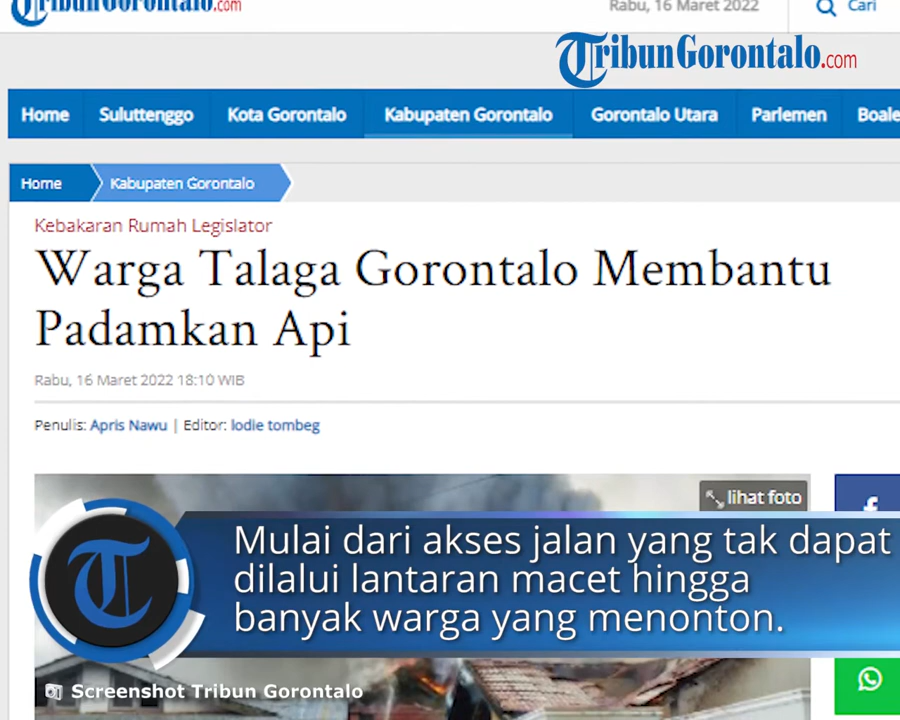 TribunGorontalo.com
Rabu, 16 Maret 2022
Cari
TribunGorontalo.com
Home
Suluttenggo
Kota Gorontalo
Kabupaten Gorontalo
Gorontalo Utara
Parlemen
Boale
Home
Kabupaten Gorontalo
Kebakaran Rumah Legislator
Warga Talaga Gorontalo Membantu
Padamkan Api
Rabu, 16 Maret 2022 18:10 WIB
Penulis: Apris Nawu | Editor: lodie tombeg
lihat foto
Mulai dari akses jalan yang tak dapat
dilalui lantaran macet hingga
banyak warga yang menonton.
Screenshot Tribun Gorontalo